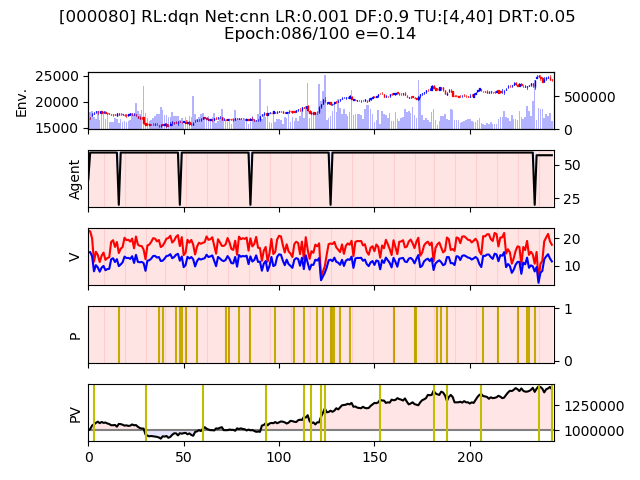 [000080] RL:dqn Net:cnn LR:0.001 DF:0.9 TU:[4,40] DRT:0.05
Epoch:086/100 e=0.14
Env.
25000
20000
15000
500000
0
Agent
50
25
V
20
10
P
1
0
PV
1250000
1000000
0 50 100 150 200